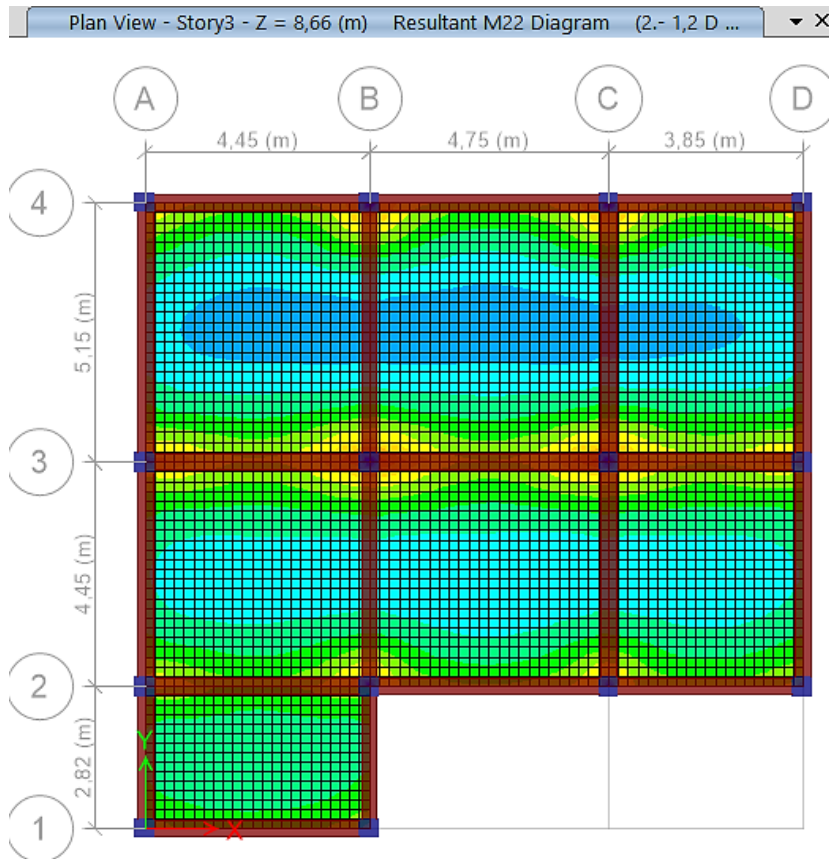 Plan View - Story3 - Z = 8,66 (m) Resultant M22 Diagram (2.- 1,2 D ...
A B C D
4,45 (m) 4,75 (m) 3,85 (m)
4
5,15 (m)
3
4,45 (m)
2
2,82 (m)
Y
1
X